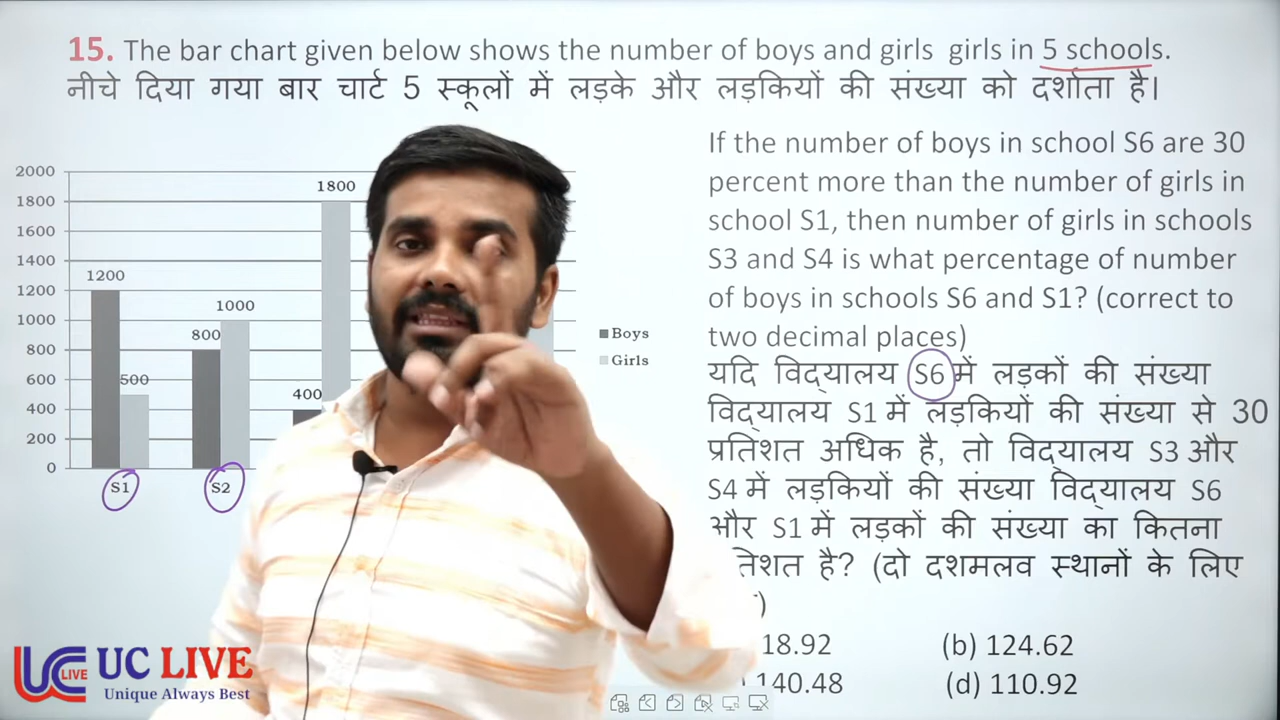 15. The bar chart given below shows the number of boys and girls girls in 5 schools.
नीचे दिया गया बार चार्ट 5 स्कूलों में लड़के और लड़कियों की संख्या को दर्शाता है।
If the number of boys in school S6 are 30
percent more than the number of girls in
school S1, then number of girls in schools
S3 and S4 is what percentage of number
of boys in schools S6 and S1? (correct to
two decimal places)
यदि विद्यालय S6 में लड़कों की संख्या
विद्यालय S1 में लड़कियों की संख्या से 30
प्रतिशत अधिक है, तो विद्यालय S3 और
S4 में लड़कियों की संख्या विद्यालय S6
और S1 में लड़कों की संख्या का कितना
है? (दो दशमलव स्थानों के लिए
18.92 (b) 124.62
140.48 (d) 110.92
2000
1800
1600
1400
1200
1000
800
600
400
200
0
1200
500
800
1000
400
1800
S1
S2
Boys
Girls
UC LIVE
LIVE
Unique Always Best